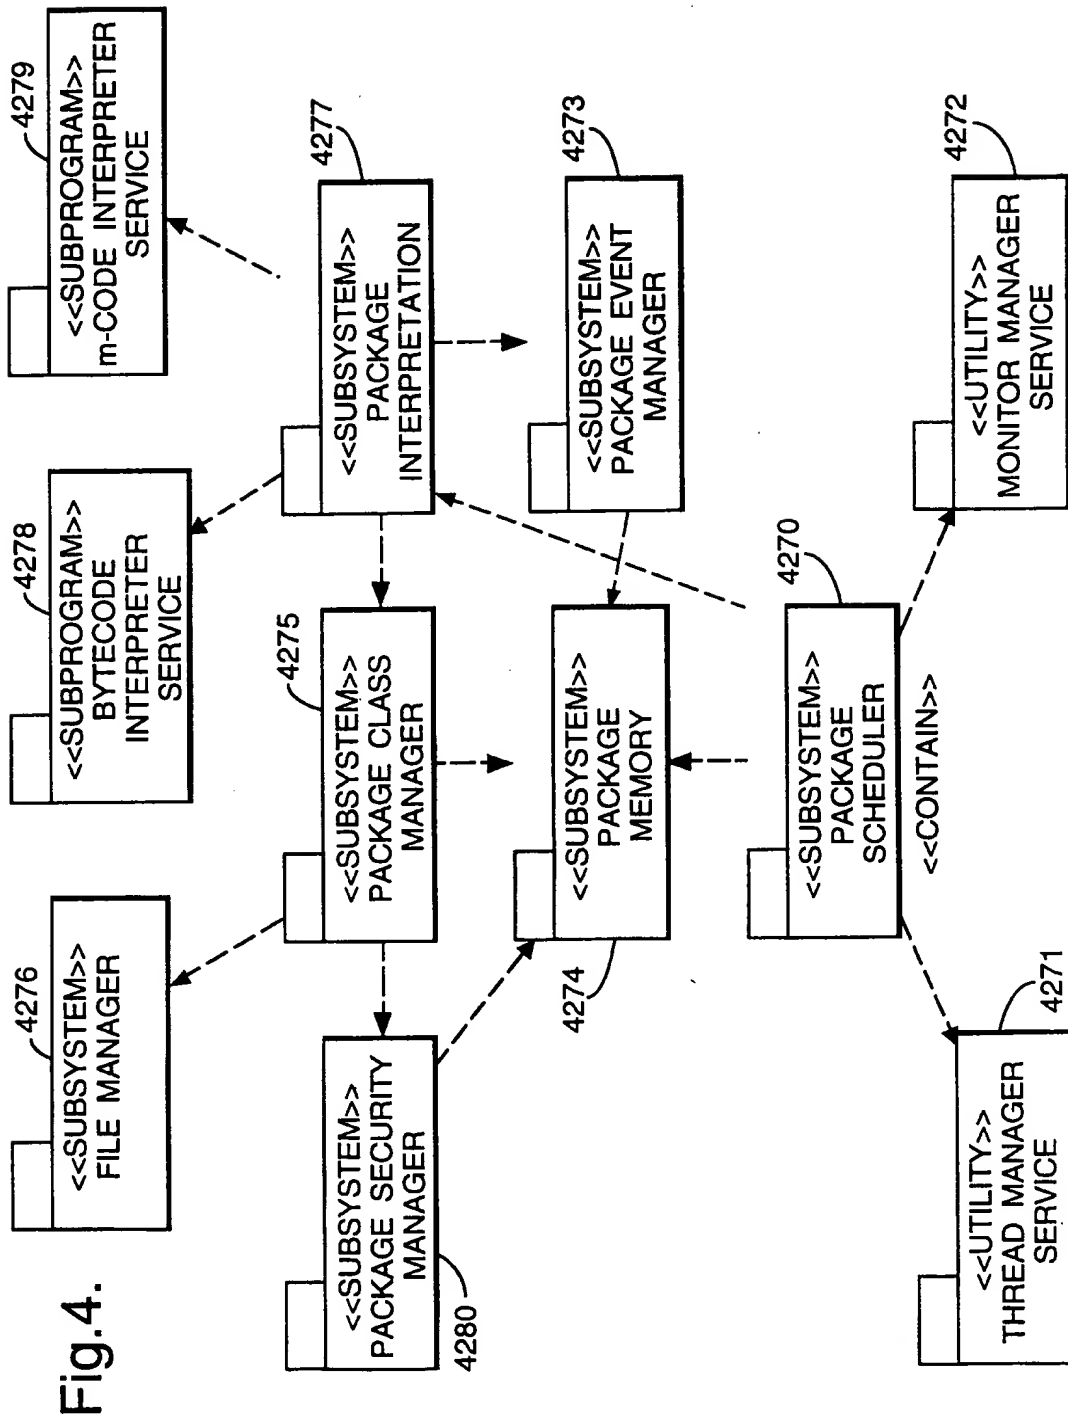 Fig.4.
4276
<<SUBSYSTEM>>
FILE MANAGER
4278
<<SUBPROGRAM>>
BYTECODE
INTERPRETER
SERVICE
4279
<<SUBPROGRAM>>
m-CODE INTERPRETER
SERVICE
<<SUBSYSTEM>>
PACKAGE SECURITY
MANAGER
4280
4275
<<SUBSYSTEM>>
PACKAGE CLASS
MANAGER
4277
<<SUBSYSTEM>>
PACKAGE
INTERPRETATION
<<SUBSYSTEM>>
PACKAGE
MEMORY
4274
4273
<<SUBSYSTEM>>
PACKAGE EVENT
MANAGER
4270
<<SUBSYSTEM>>
PACKAGE
SCHEDULER
<<CONTAIN>>
4271
<<UTILITY>>
THREAD MANAGER
SERVICE
4272
<<UTILITY>>
MONITOR MANAGER
SERVICE